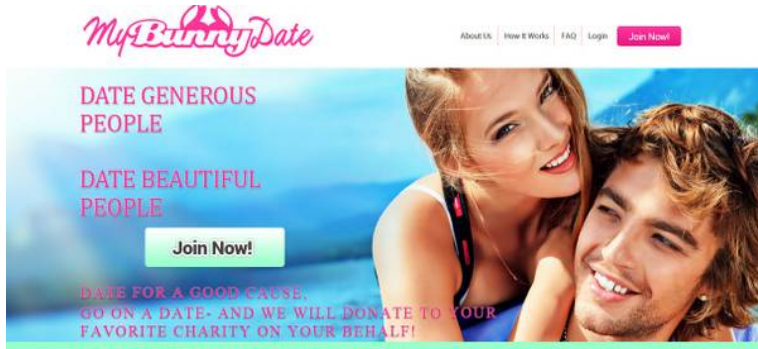 MyBunnyDate
About Us How It Works FAQ Login Join Now!
DATE GENEROUS
PEOPLE
DATE BEAUTIFUL
PEOPLE
Join Now!
DATE FOR A GOOD CAUSE,
GO ON A DATE- AND WE WILL DONATE TO YOUR
FAVORITE CHARITY ON YOUR BEHALF!